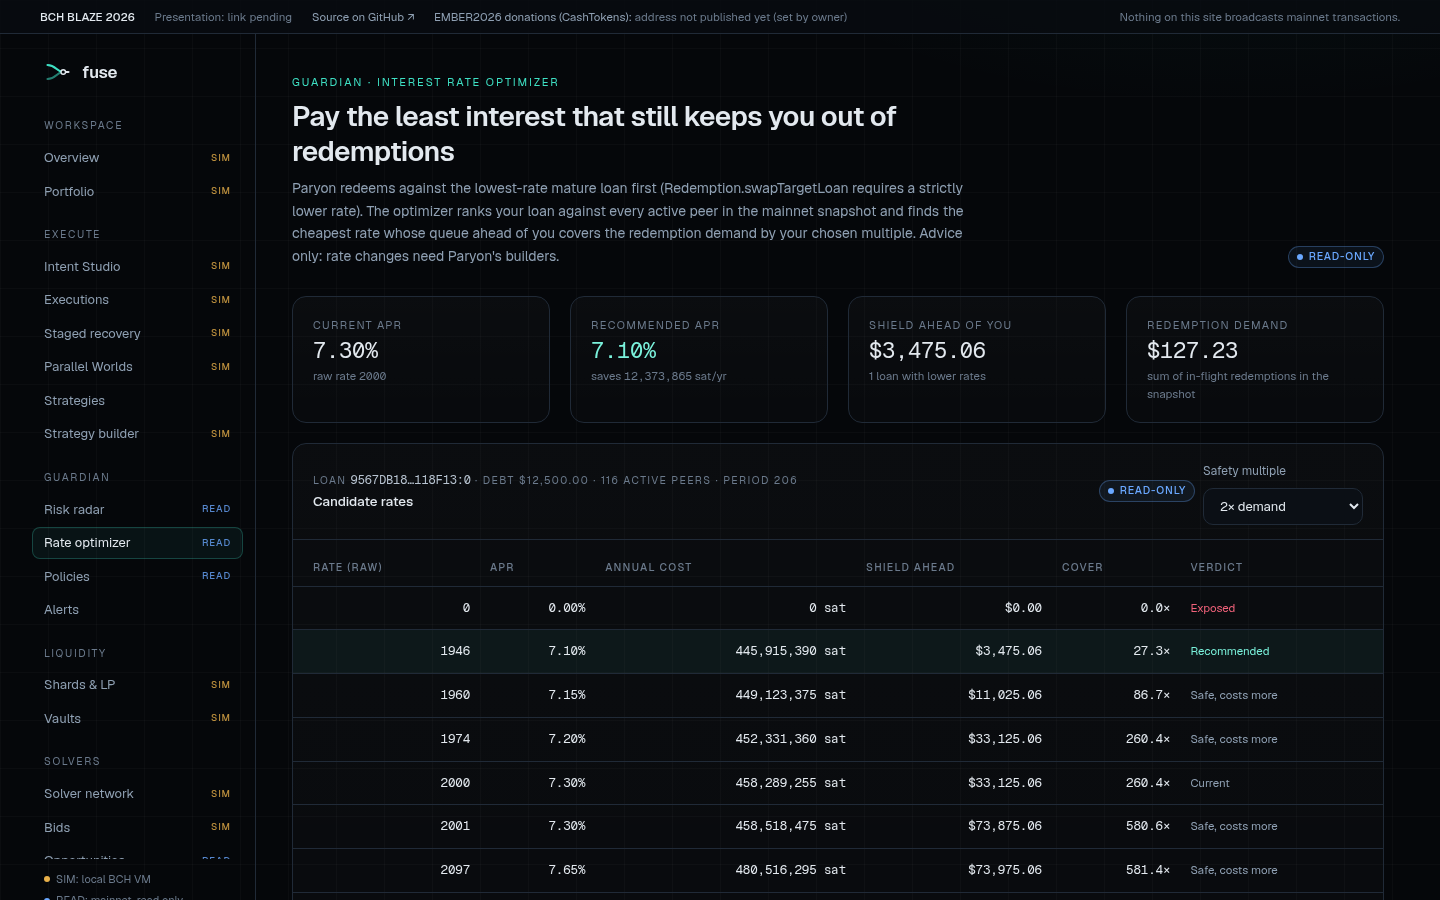 BCH BLAZE 2026 Presentation: link pending Source on GitHub ↗ EMBER2026 donations (CashTokens): address not published yet (set by owner) Nothing on this site broadcasts mainnet transactions.
fuse
WORKSPACE
Overview SIM
Portfolio SIM
EXECUTE
Intent Studio SIM
Executions SIM
Staged recovery SIM
Parallel Worlds SIM
Strategies
Strategy builder SIM
GUARDIAN
Risk radar READ
Rate optimizer READ
Policies READ
Alerts
LIQUIDITY
Shards & LP SIM
Vaults SIM
SOLVERS
Solver network SIM
Bids SIM
Opportunities READ
SIM: local BCH VM
READ: mainnet, read only
GUARDIAN · INTEREST RATE OPTIMIZER
Pay the least interest that still keeps you out of
redemptions
Paryon redeems against the lowest-rate mature loan first (Redemption.swapTargetLoan requires a strictly
lower rate). The optimizer ranks your loan against every active peer in the mainnet snapshot and finds the
cheapest rate whose queue ahead of you covers the redemption demand by your chosen multiple. Advice
only: rate changes need Paryon's builders.
READ-ONLY
CURRENT APR
7.30%
raw rate 2000
RECOMMENDED APR
7.10%
saves 12,373,865 sat/yr
SHIELD AHEAD OF YOU
$3,475.06
1 loan with lower rates
REDEMPTION DEMAND
$127.23
sum of in-flight redemptions in the
snapshot
LOAN 9567DB18…118F13:0 · DEBT $12,500.00 · 116 ACTIVE PEERS · PERIOD 206
Candidate rates
READ-ONLY
Safety multiple
2× demand
RATE (RAW) APR ANNUAL COST SHIELD AHEAD COVER VERDICT
0 0.00% 0 sat $0.00 0.0× Exposed
1946 7.10% 445,915,390 sat $3,475.06 27.3× Recommended
1960 7.15% 449,123,375 sat $11,025.06 86.7× Safe, costs more
1974 7.20% 452,331,360 sat $33,125.06 260.4× Safe, costs more
2000 7.30% 458,289,255 sat $33,125.06 260.4× Current
2001 7.30% 458,518,475 sat $73,875.06 580.6× Safe, costs more
2097 7.65% 480,516,295 sat $73,975.06 581.4× Safe, costs more